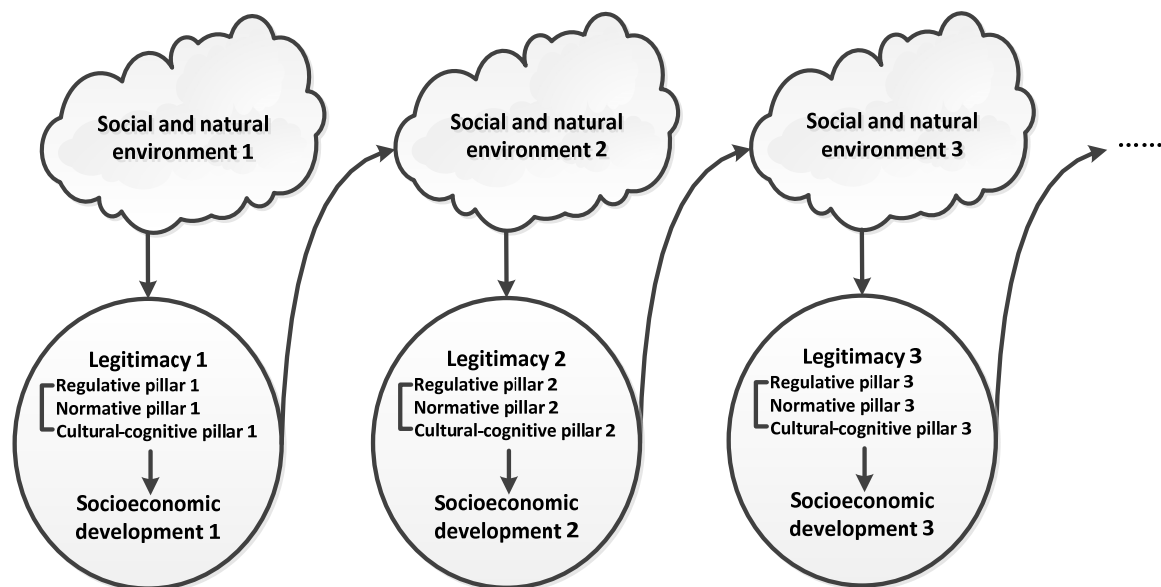 Social and natural
environment 1
Social and natural
environment 2
Social and natural
environment 3
......
Legitimacy 1
Regulative pillar 1
Normative pillar 1
Cultural-cognitive pillar 1
Socioeconomic
development 1
Legitimacy 2
Regulative pillar 2
Normative pillar 2
Cultural-cognitive pillar 2
Socioeconomic
development 2
Legitimacy 3
Regulative pillar 3
Normative pillar 3
Cultural-cognitive pillar 3
Socioeconomic
development 3